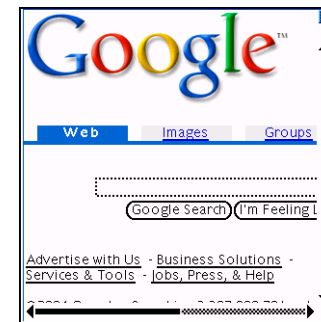 Google™
Web Images Groups
Google Search I'm Feeling L
Advertise with Us - Business Solutions -
Services & Tools - Jobs, Press, & Help